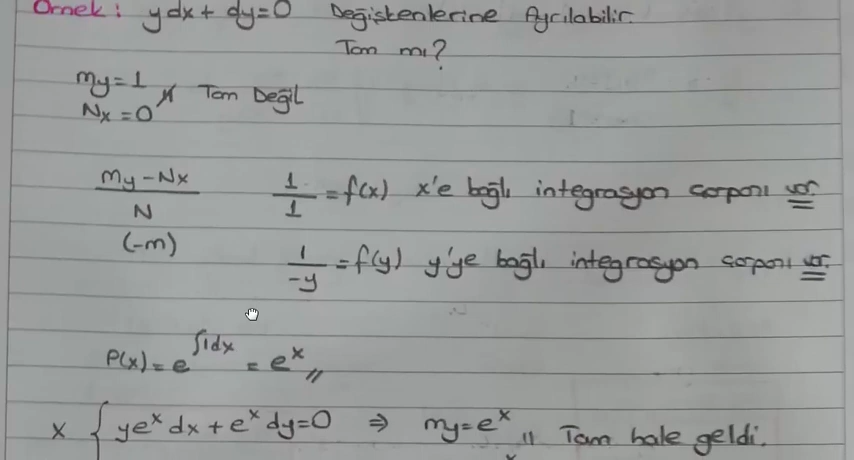 Örnek: ydx + dy=0 Değişkenlerine Ayrılabilir.
Tam mı?
My=1
Nx=0 // Tam Değil
My-Nx / N (-m)
1/1 = f(x) x'e bağlı integrasyon çarpanı var
1/-y = f(y) y'ye bağlı integrasyon çarpanı var.
P(x)= e^∫1dx = e^x //
x { ye^x dx + e^x dy=0 ⇒ My=e^x // Tam hale geldi.